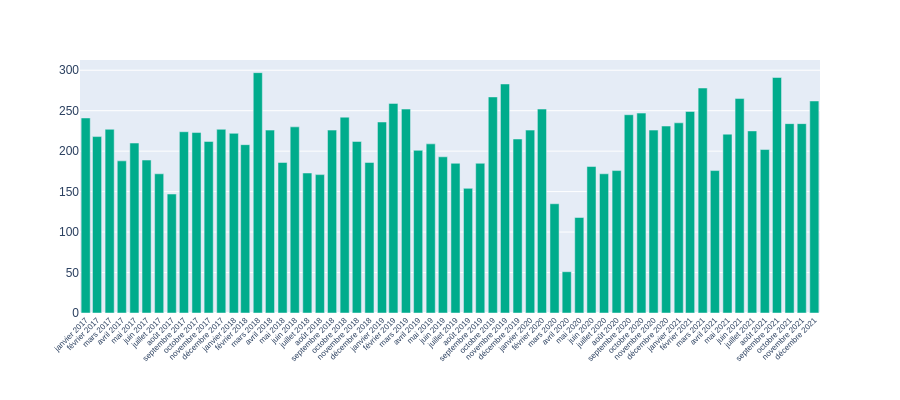 300
250
200
150
100
50
0
janvier 2017
février 2017
mars 2017
avril 2017
mai 2017
juin 2017
juillet 2017
août 2017
septembre 2017
octobre 2017
novembre 2017
décembre 2017
janvier 2018
février 2018
mars 2018
avril 2018
mai 2018
juin 2018
juillet 2018
août 2018
septembre 2018
octobre 2018
novembre 2018
décembre 2018
janvier 2019
février 2019
mars 2019
avril 2019
mai 2019
juin 2019
juillet 2019
août 2019
septembre 2019
octobre 2019
novembre 2019
décembre 2019
janvier 2020
février 2020
mars 2020
avril 2020
mai 2020
juin 2020
juillet 2020
août 2020
septembre 2020
octobre 2020
novembre 2020
décembre 2020
janvier 2021
février 2021
mars 2021
avril 2021
mai 2021
juin 2021
juillet 2021
août 2021
septembre 2021
octobre 2021
novembre 2021
décembre 2021